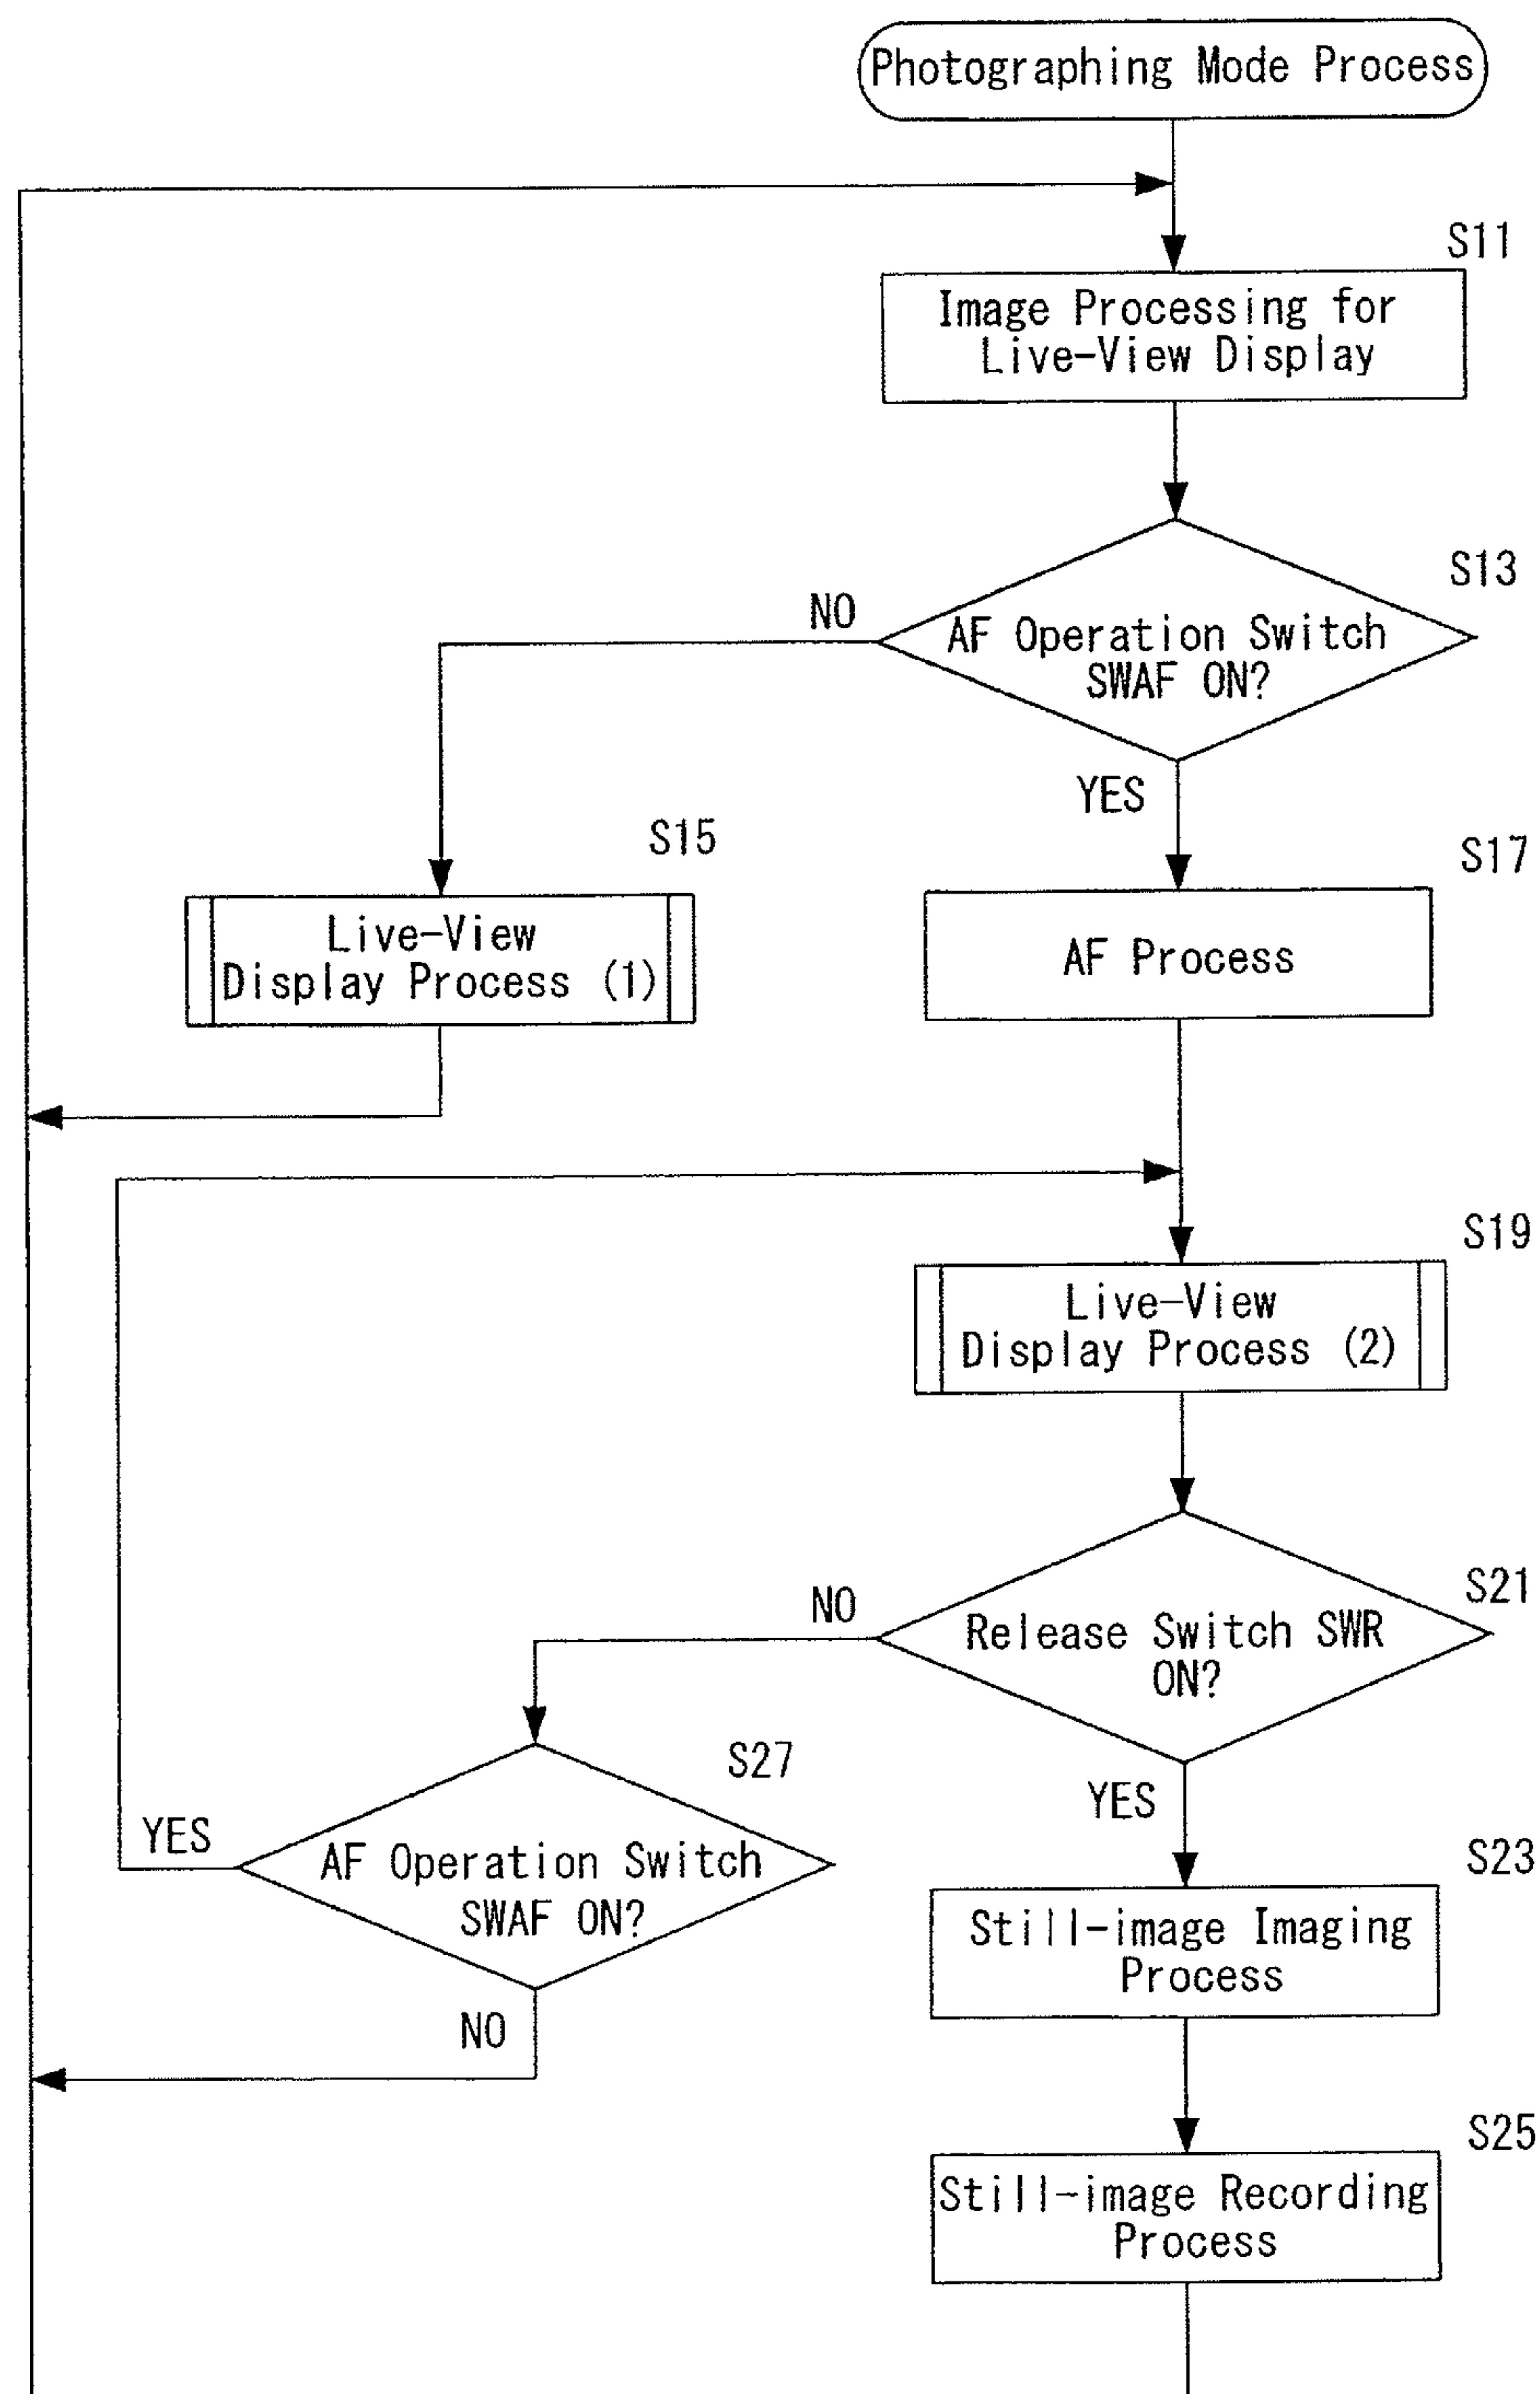 Photographing Mode Process
S11
Image Processing for
Live-View Display
S13
NO
AF Operation Switch
SWAF ON?
YES
S15
Live-View
Display Process (1)
S17
AF Process
S19
Live-View
Display Process (2)
S21
NO
Release Switch SWR
ON?
YES
S27
YES
AF Operation Switch
SWAF ON?
NO
S23
Still-image Imaging
Process
S25
Still-image Recording
Process